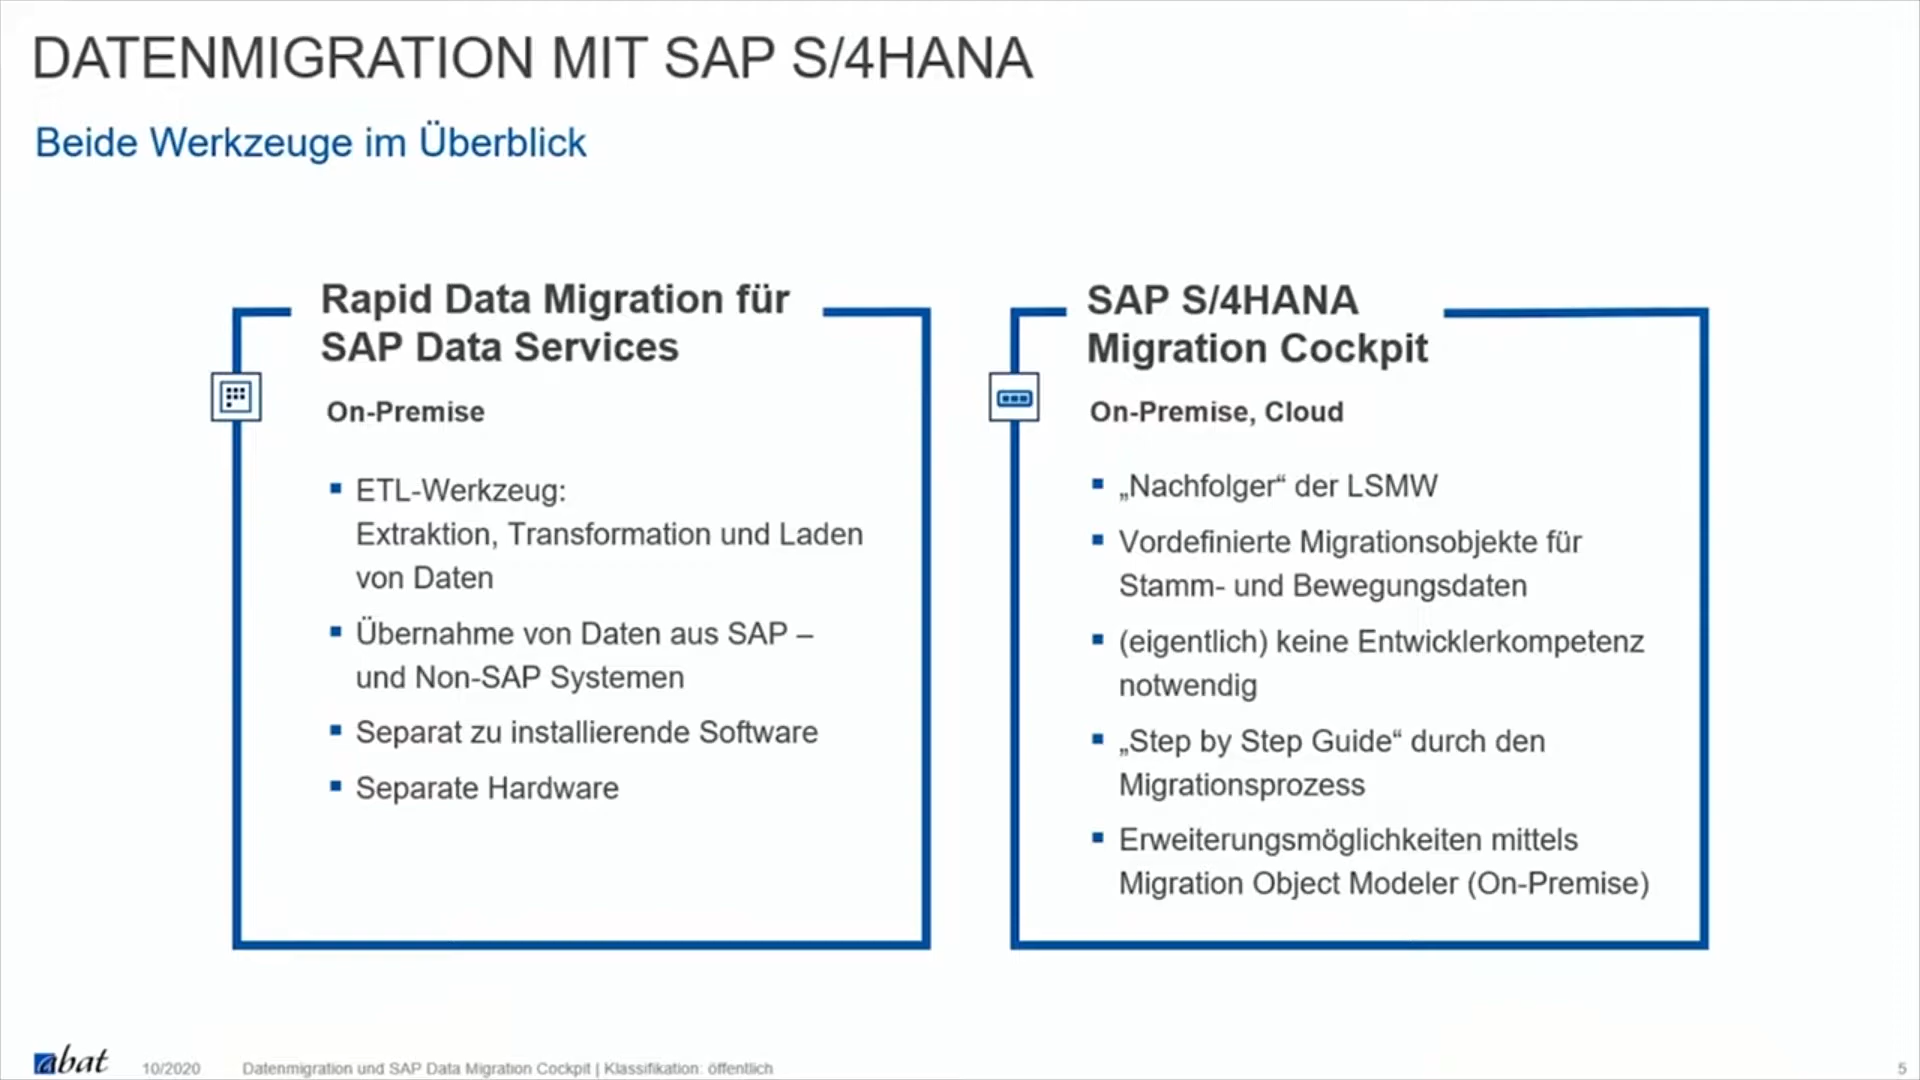 DATENMIGRATION MIT SAP S/4HANA
Beide Werkzeuge im Überblick
Rapid Data Migration für
SAP Data Services
On-Premise
ETL-Werkzeug:
Extraktion, Transformation und Laden
von Daten
Übernahme von Daten aus SAP –
und Non-SAP Systemen
Separat zu installierende Software
Separate Hardware
SAP S/4HANA
Migration Cockpit
On-Premise, Cloud
„Nachfolger“ der LSMW
Vordefinierte Migrationsobjekte für
Stamm- und Bewegungsdaten
(eigentlich) keine Entwicklerkompetenz
notwendig
„Step by Step Guide“ durch den
Migrationsprozess
Erweiterungsmöglichkeiten mittels
Migration Object Modeler (On-Premise)
abat
10/2020
Datenmigration und SAP Data Migration Cockpit | Klassifikation: öffentlich
5